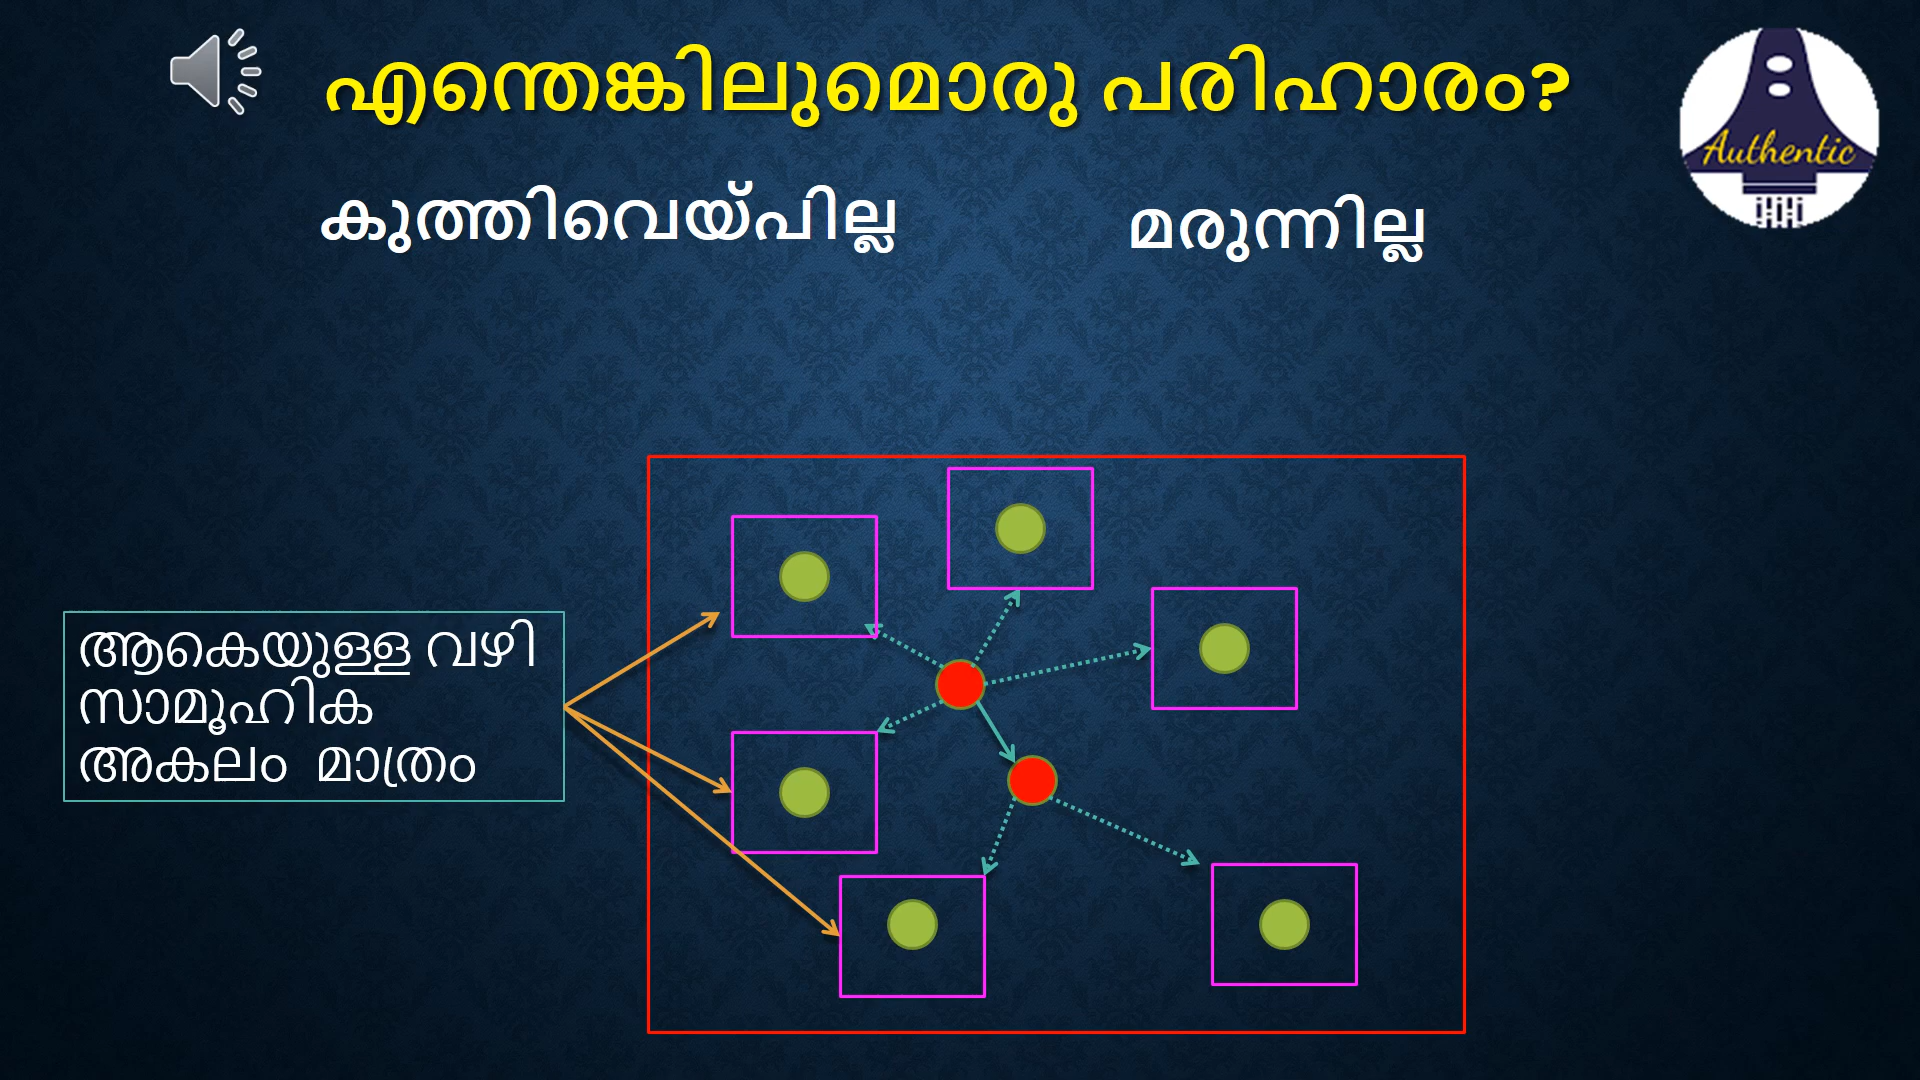 എന്തെങ്കിലുമൊരു പരിഹാരം?
Authentic
കുത്തിവെയ്പില്ല
മരുന്നില്ല
ആകെയുള്ള വഴി
സാമൂഹിക
അകലം മാത്രം